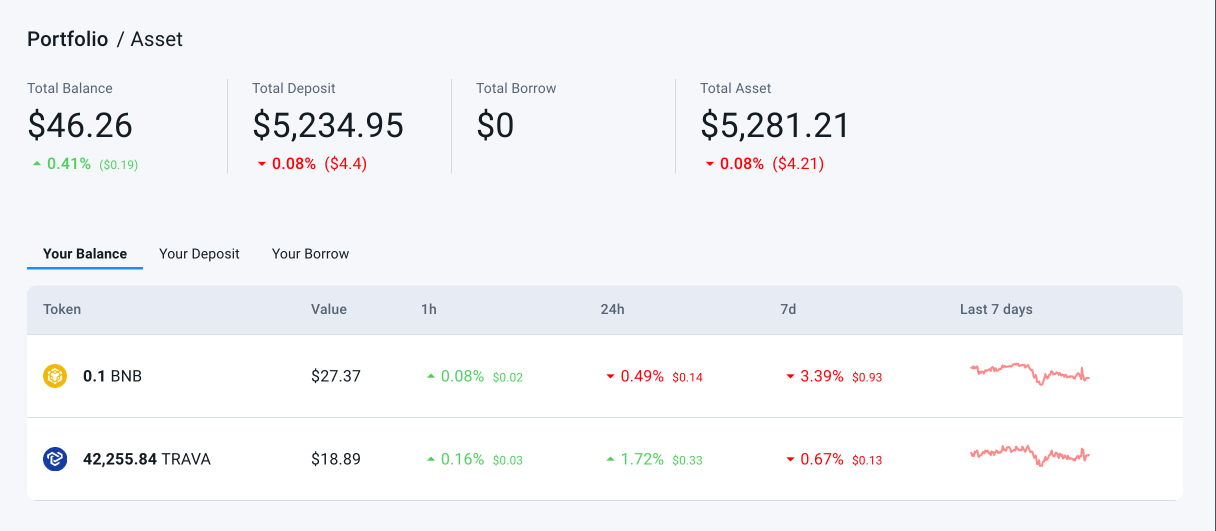 Portfolio / Asset
Total Balance Total Deposit Total Borrow Total Asset
$46.26 $5,234.95 $0 $5,281.21
0.41% ($0.19) 0.08% ($4.4) 0.08% ($4.21)
Your Balance Your Deposit Your Borrow
Token Value 1h 24h 7d Last 7 days
0.1 BNB $27.37 0.08% $0.02 0.49% $0.14 3.39% $0.93
42,255.84 TRAVA $18.89 0.16% $0.03 1.72% $0.33 0.67% $0.13